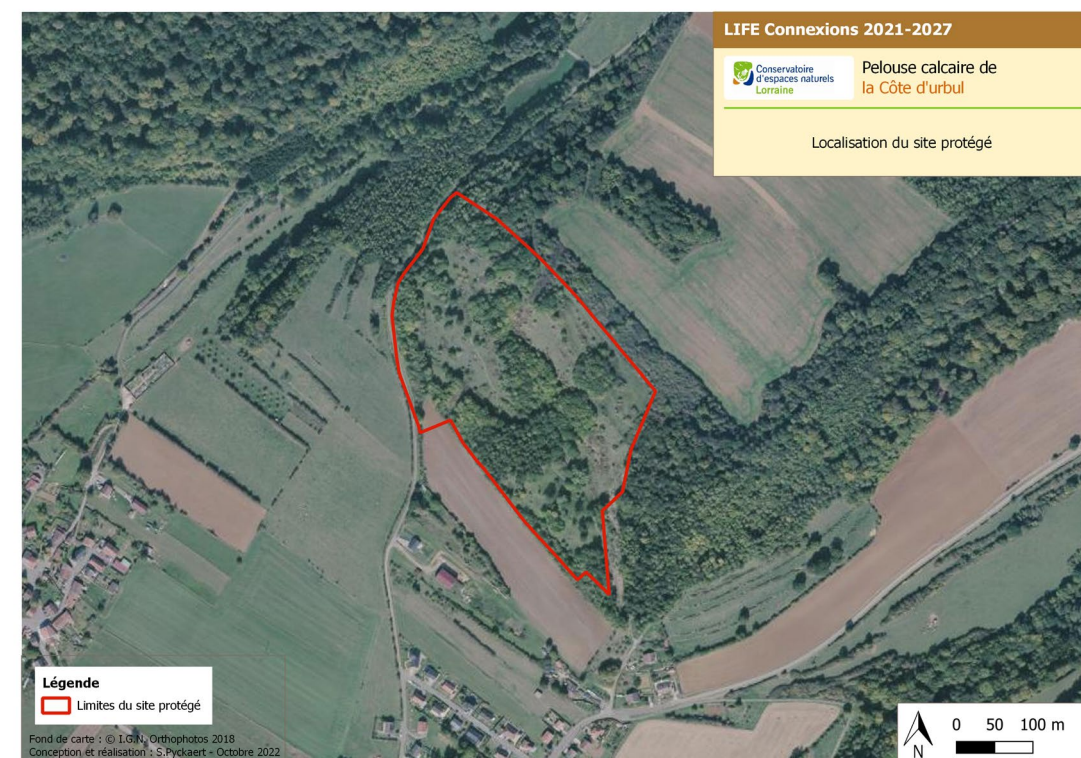 LIFE Connexions 2021-2027
Conservatoire
d'espaces naturels
Lorraine
Pelouse calcaire de
la Côte d'urbul
Localisation du site protégé
Légende
Limites du site protégé
Fond de carte : © I.G.N, Orthophotos 2018
Conception et réalisation : S.Pyckaert - Octobre 2022
N
0 50 100 m